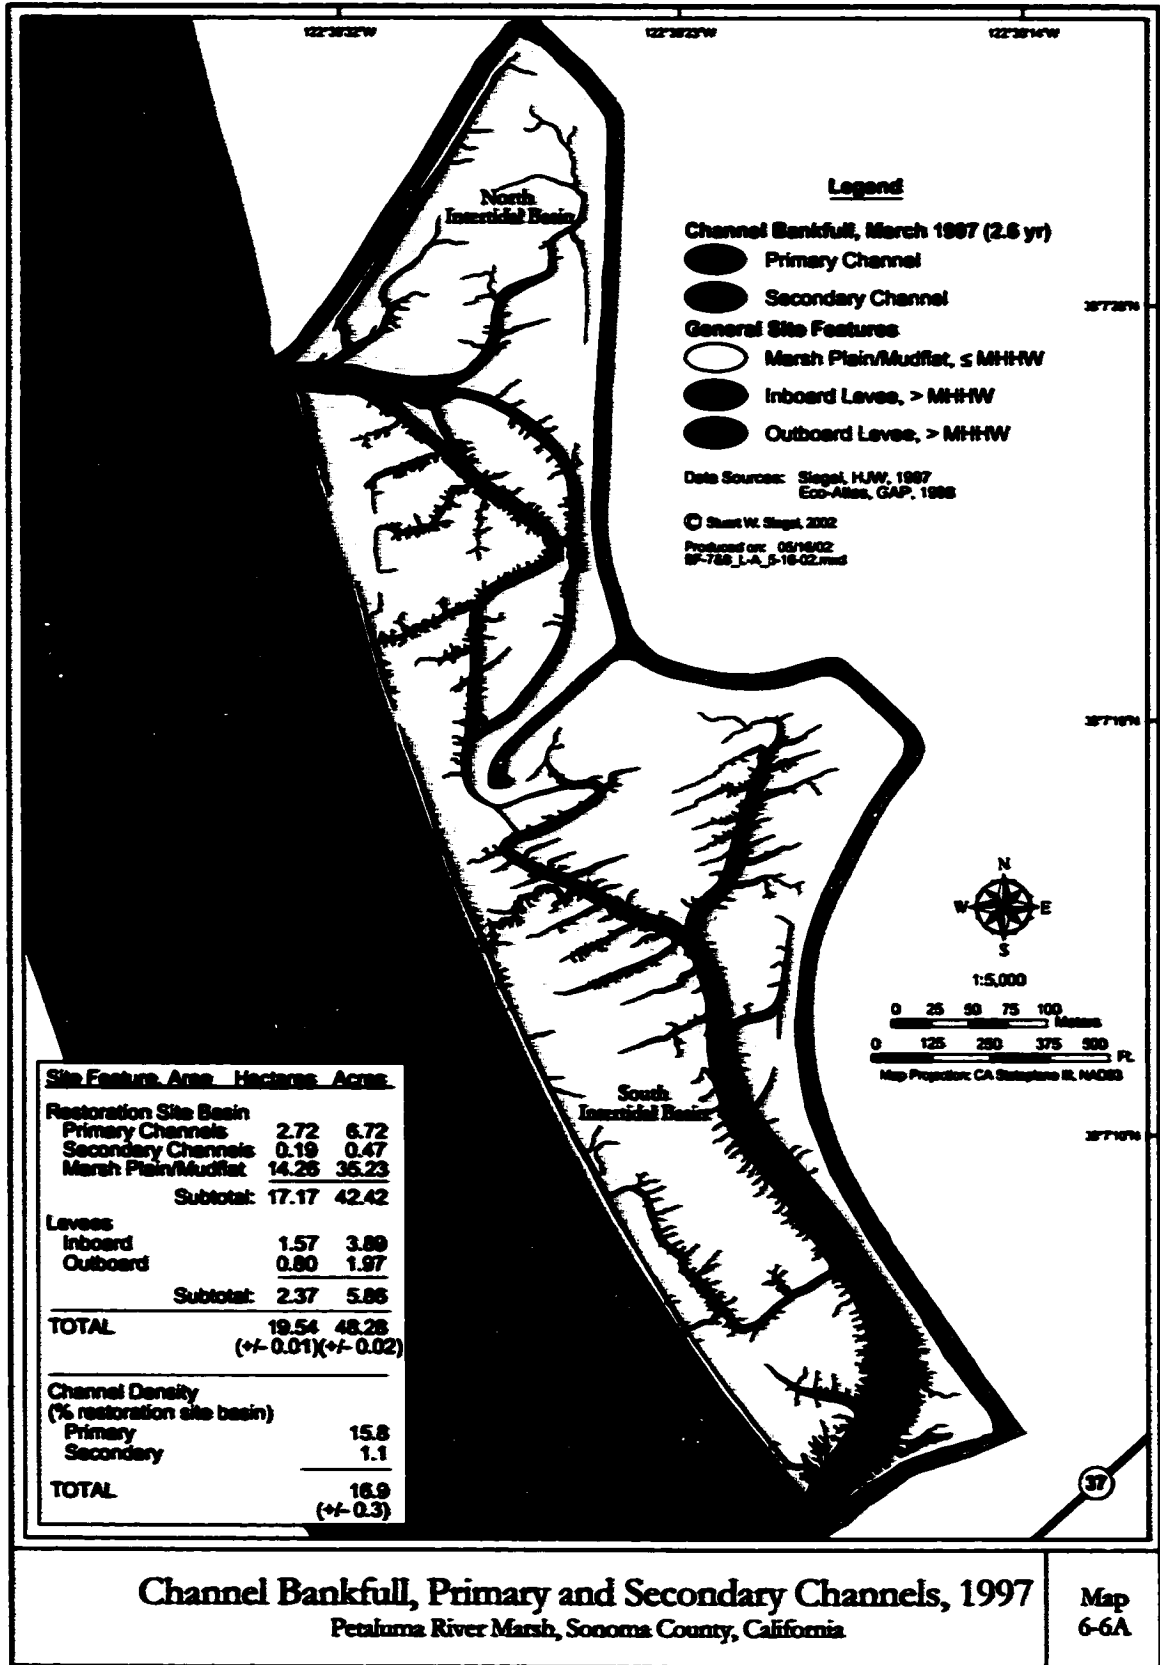 122°30'32"W 122°30'23"W 122°30'14"W
North
Intertidal Basin
Legend
Channel Bankfull, March 1997 (2.6 yr)
Primary Channel
Secondary Channel
General Site Features
Marsh Plain/Mudflat, ≤ MHHW
Inboard Levee, > MHHW
Outboard Levee, > MHHW
Data Sources: Siegel, HJW, 1997
Eco-Atlas, GAP, 1998
© Stuart W. Siegel, 2002
Produced on: 05/16/02
38°7'10"N
N
W E
S
1:5,000
0 25 50 75 100
Meters
0 125 250 375 500
Ft.
Map Projection: CA Stateplane III, NAD83
South
Intertidal Basin
Site Feature Area Hectares Acres
Restoration Site Basin
Primary Channels 2.72 6.72
Secondary Channels 0.19 0.47
Marsh Plain/Mudflat 14.26 35.23
Subtotal: 17.17 42.42
Levees
Inboard 1.57 3.89
Outboard 0.80 1.97
Subtotal: 2.37 5.86
TOTAL 19.54 48.28
(+/- 0.01)(+/- 0.02)
Channel Density
(% restoration site basin)
Primary 15.8
Secondary 1.1
TOTAL 16.9
(+/- 0.3)
37
Channel Bankfull, Primary and Secondary Channels, 1997
Petaluma River Marsh, Sonoma County, California
Map
6-6A